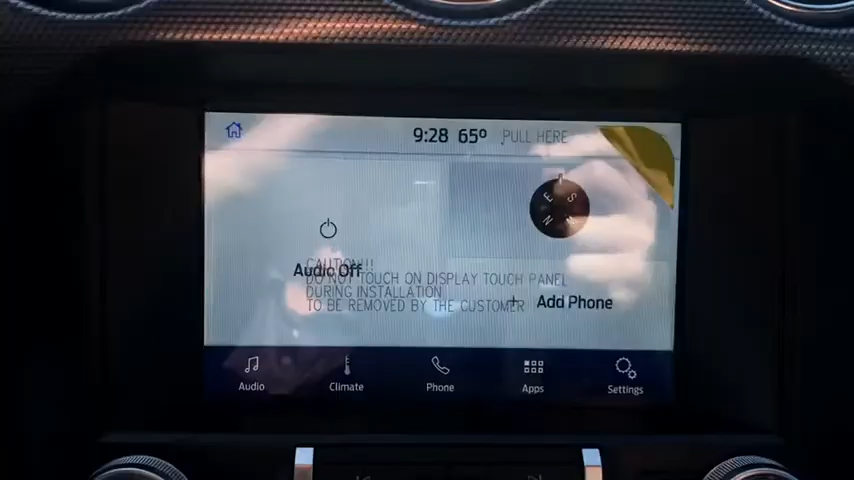 9:28 65° PULL HERE
N E S W
CAUTION!!!
Audio Off
DO NOT TOUCH ON DISPLAY TOUCH PANEL
DURING INSTALLATION
TO BE REMOVED BY THE CUSTOMER
+ Add Phone
Audio Climate Phone Apps Settings